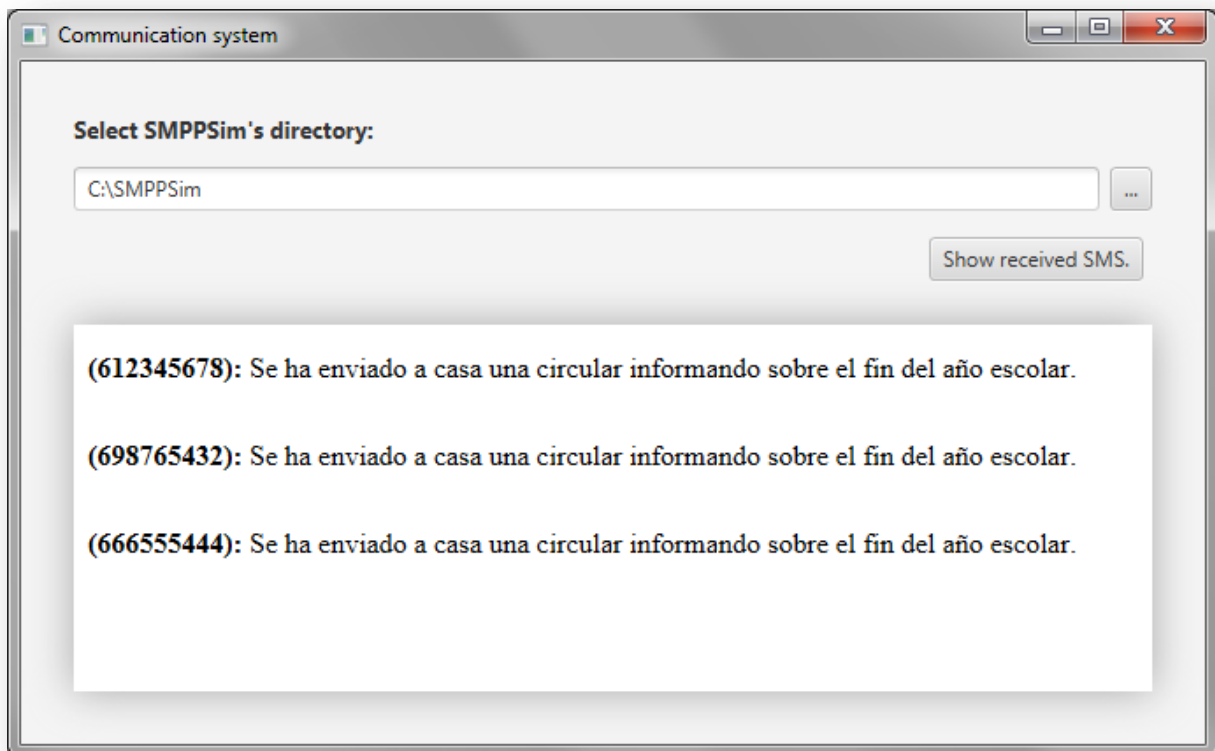 Communication system
Select SMPPSim's directory:
C:\SMPPSim
...
Show received SMS.
(612345678): Se ha enviado a casa una circular informando sobre el fin del año escolar.
(698765432): Se ha enviado a casa una circular informando sobre el fin del año escolar.
(666555444): Se ha enviado a casa una circular informando sobre el fin del año escolar.